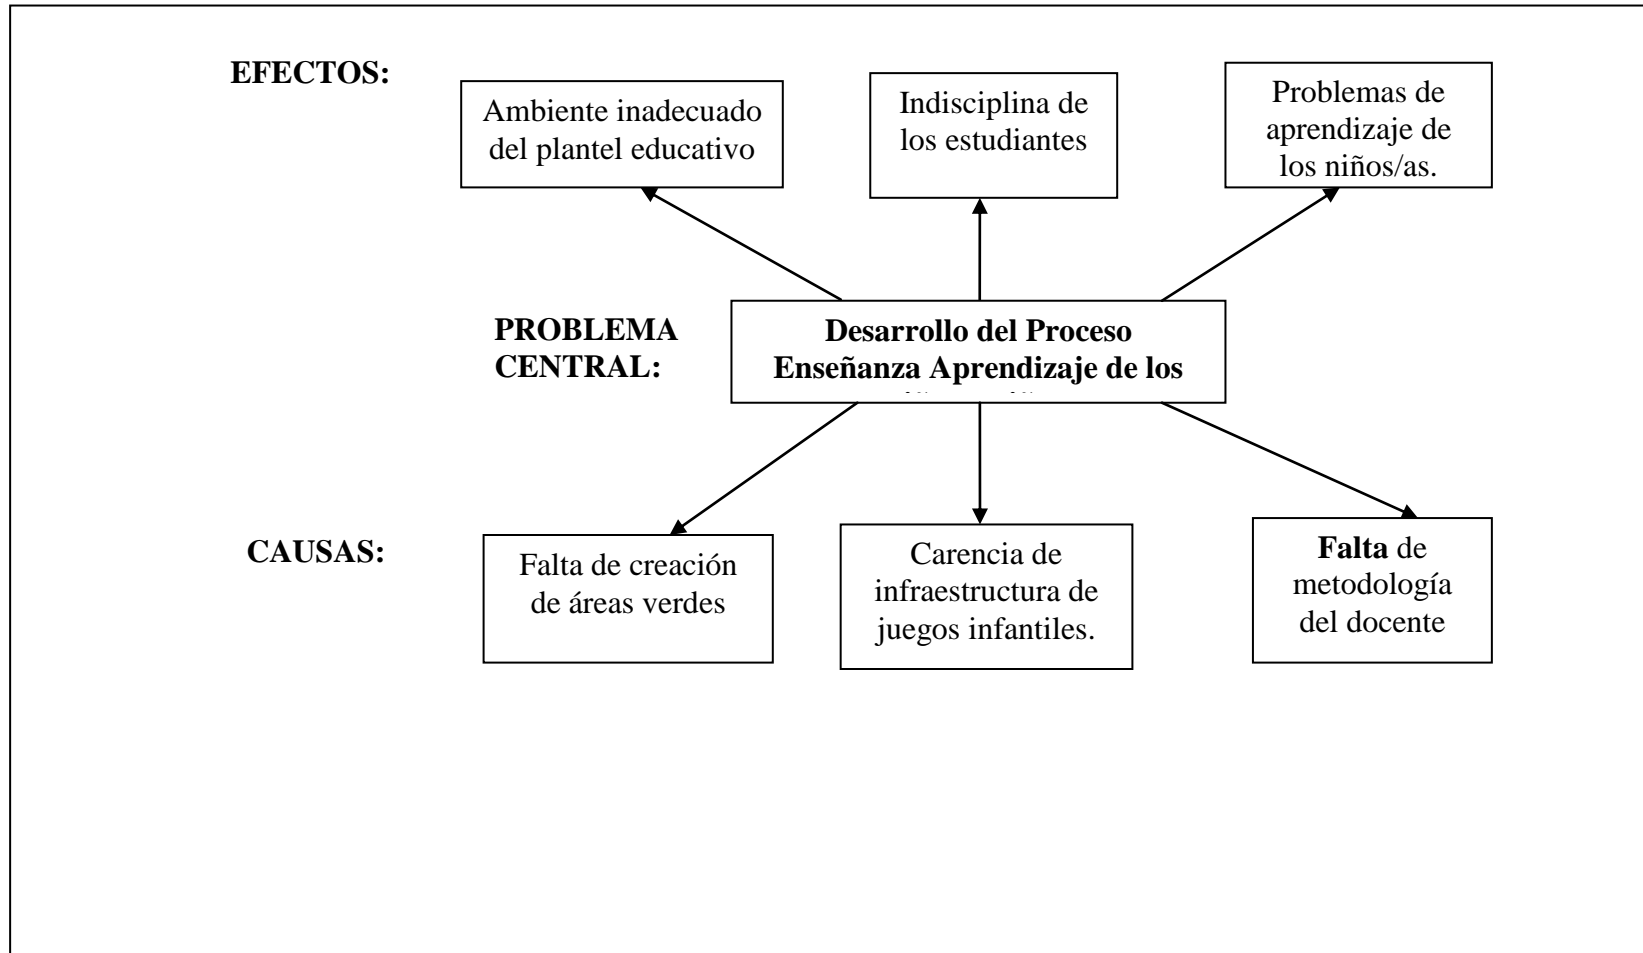 EFECTOS:
Ambiente inadecuado
del plantel educativo
Indisciplina de
los estudiantes
Problemas de
aprendizaje de
los niños/as.
PROBLEMA
CENTRAL:
Desarrollo del Proceso
Enseñanza Aprendizaje de los
CAUSAS:
Falta de creación
de áreas verdes
Carencia de
infraestructura de
juegos infantiles.
Falta de
metodología
del docente